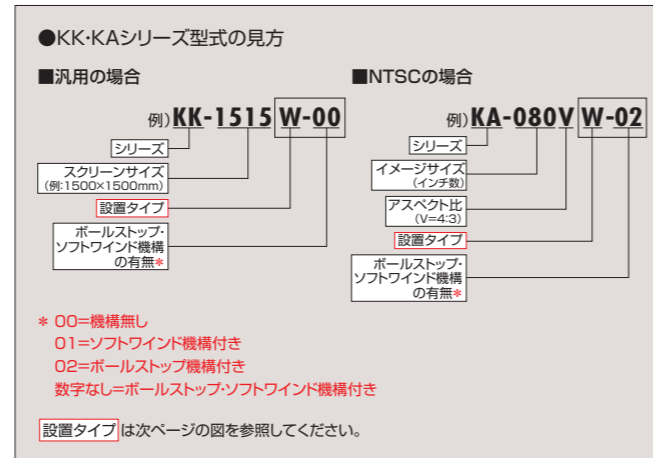 ●KK・KAシリーズ型式の見方
■汎用の場合
例)KK-1515W-00
シリーズ
スクリーンサイズ
(例:1500×1500mm)
設置タイプ
ボールストップ・
ソフトワインド機構
の有無*
■NTSCの場合
例)KA-080VW-02
シリーズ
イメージサイズ
(インチ数)
アスペクト比
(V=4:3)
設置タイプ
ボールストップ・
ソフトワインド機構
の有無*
* 00=機構無し
01=ソフトワインド機構付き
02=ボールストップ機構付き
数字なし=ボールストップ・ソフトワインド機構付き
設置タイプは次ページの図を参照してください。